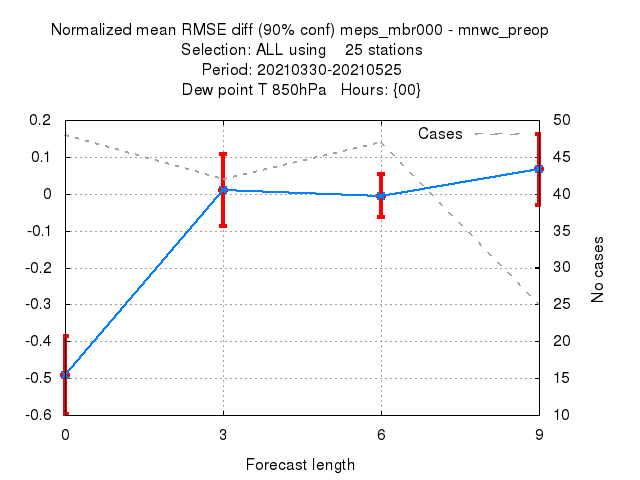 Normalized mean RMSE diff (90% conf) meps_mbr000 - mnwc_preop
Selection: ALL using    25 stations
Period: 20210330-20210525
Dew point T 850hPa   Hours: {00}
Cases
0.2
0.1
0
-0.1
-0.2
-0.3
-0.4
-0.5
-0.6
50
45
40
35
30
25
20
15
10
No cases
0 3 6 9
Forecast length